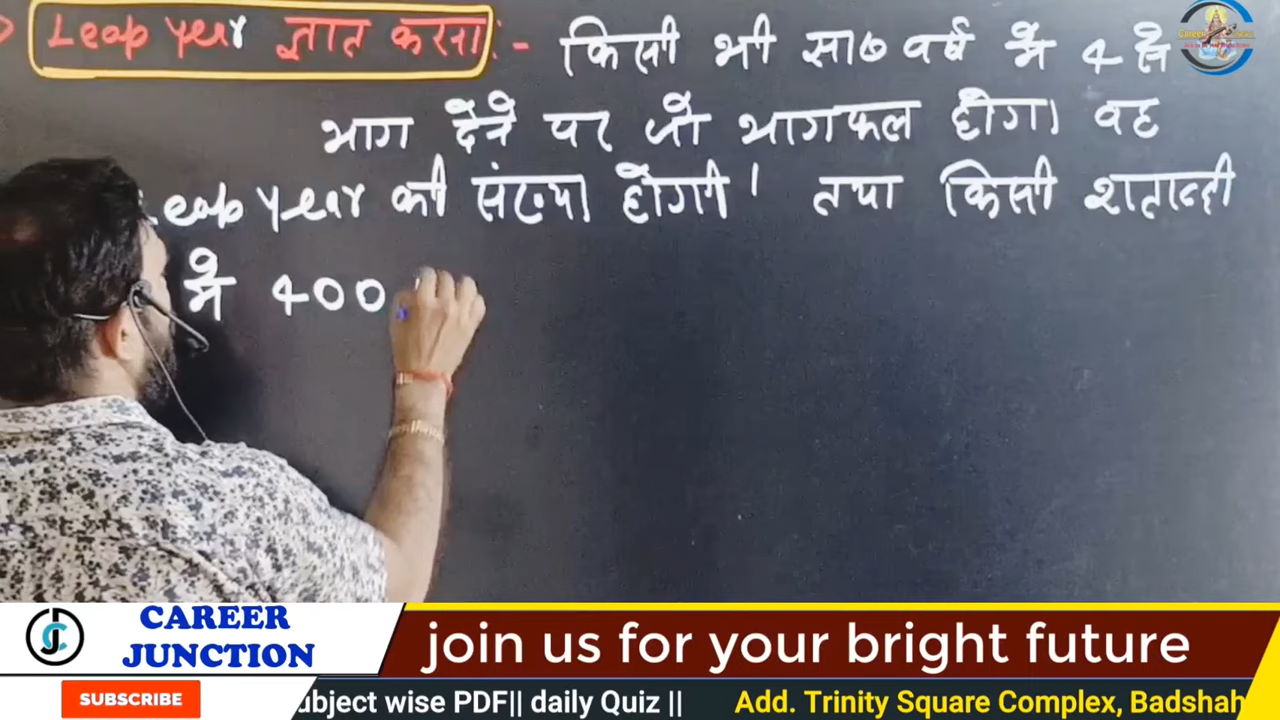 Leap year ज्ञात करना :- किसी भी सा० वर्ष में 4 से
भाग देने पर जो भागफल होगा वह
Leap year की संख्या होगी। तथा किसी शताब्दी
में 400
CAREER
JUNCTION
join us for your bright future
SUBSCRIBE
ubject wise PDF|| daily Quiz || Add. Trinity Square Complex, Badshah